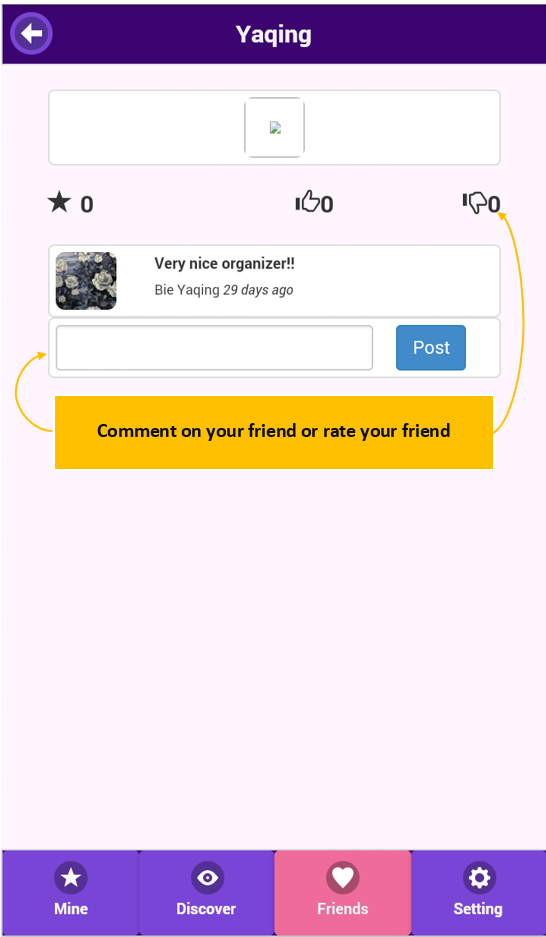 Yaqing
0
0
0
Very nice organizer!!
Bie Yaqing 29 days ago
Post
Comment on your friend or rate your friend
Mine
Discover
Friends
Setting